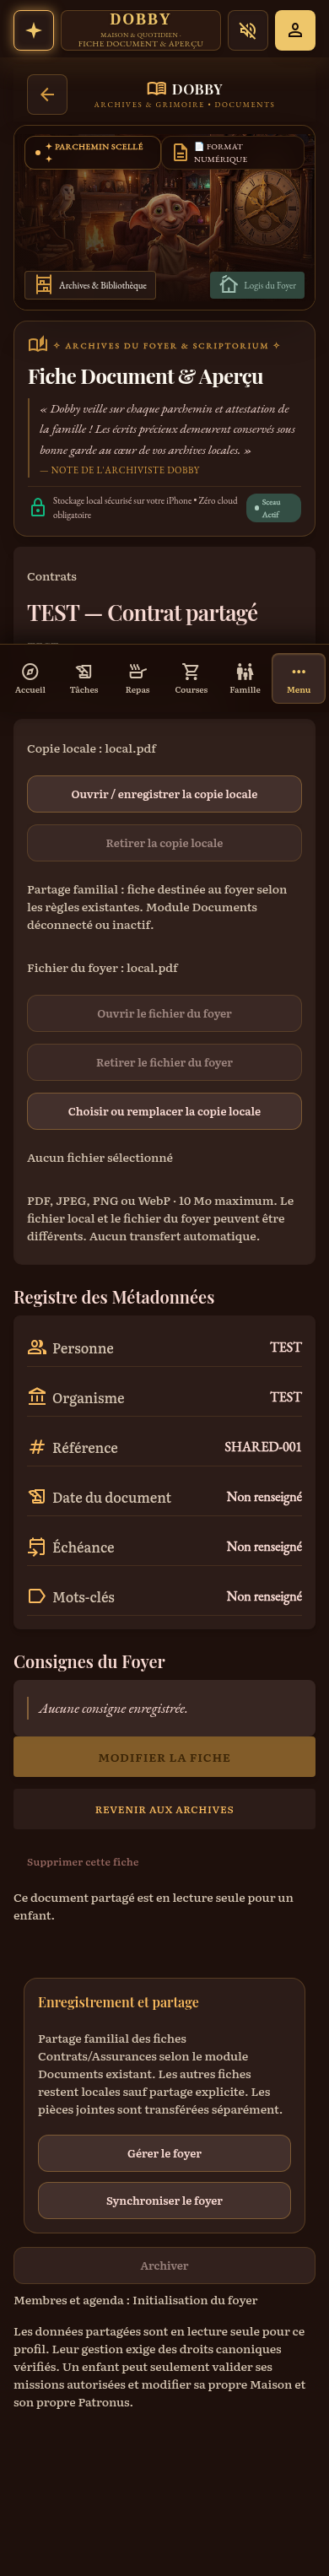 DOBBY
MAISON & QUOTIDIEN ·
FICHE DOCUMENT & APERÇU
DOBBY
ARCHIVES & GRIMOIRE • DOCUMENTS
✦ PARCHEMIN SCELLÉ
✦
📄 FORMAT
NUMÉRIQUE
Archives & Bibliothèque
Logis du Foyer
✧ ARCHIVES DU FOYER & SCRIPTORIUM ✧
Fiche Document & Aperçu
« Dobby veille sur chaque parchemin et attestation de
la famille ! Les écrits précieux demeurent conservés sous
bonne garde au cœur de vos archives locales. »
— NOTE DE L'ARCHIVISTE DOBBY
Stockage local sécurisé sur votre iPhone • Zéro cloud
obligatoire
Sceau
Actif
Contrats
TEST — Contrat partagé
Accueil
Tâches
Repas
Courses
Famille
Menu
Copie locale : local.pdf
Ouvrir / enregistrer la copie locale
Retirer la copie locale
Partage familial : fiche destinée au foyer selon
les règles existantes. Module Documents
déconnecté ou inactif.
Fichier du foyer : local.pdf
Ouvrir le fichier du foyer
Retirer le fichier du foyer
Choisir ou remplacer la copie locale
Aucun fichier sélectionné
PDF, JPEG, PNG ou WebP · 10 Mo maximum. Le
fichier local et le fichier du foyer peuvent être
différents. Aucun transfert automatique.
Registre des Métadonnées
Personne TEST
Organisme TEST
Référence SHARED-001
Date du document Non renseigné
Échéance Non renseigné
Mots-clés Non renseigné
Consignes du Foyer
Aucune consigne enregistrée.
MODIFIER LA FICHE
REVENIR AUX ARCHIVES
Supprimer cette fiche
Ce document partagé est en lecture seule pour un
enfant.
Enregistrement et partage
Partage familial des fiches
Contrats/Assurances selon le module
Documents existant. Les autres fiches
restent locales sauf partage explicite. Les
pièces jointes sont transférées séparément.
Gérer le foyer
Synchroniser le foyer
Archiver
Membres et agenda : Initialisation du foyer
Les données partagées sont en lecture seule pour ce
profil. Leur gestion exige des droits canoniques
vérifiés. Un enfant peut seulement valider ses
missions autorisées et modifier sa propre Maison et
son propre Patronus.